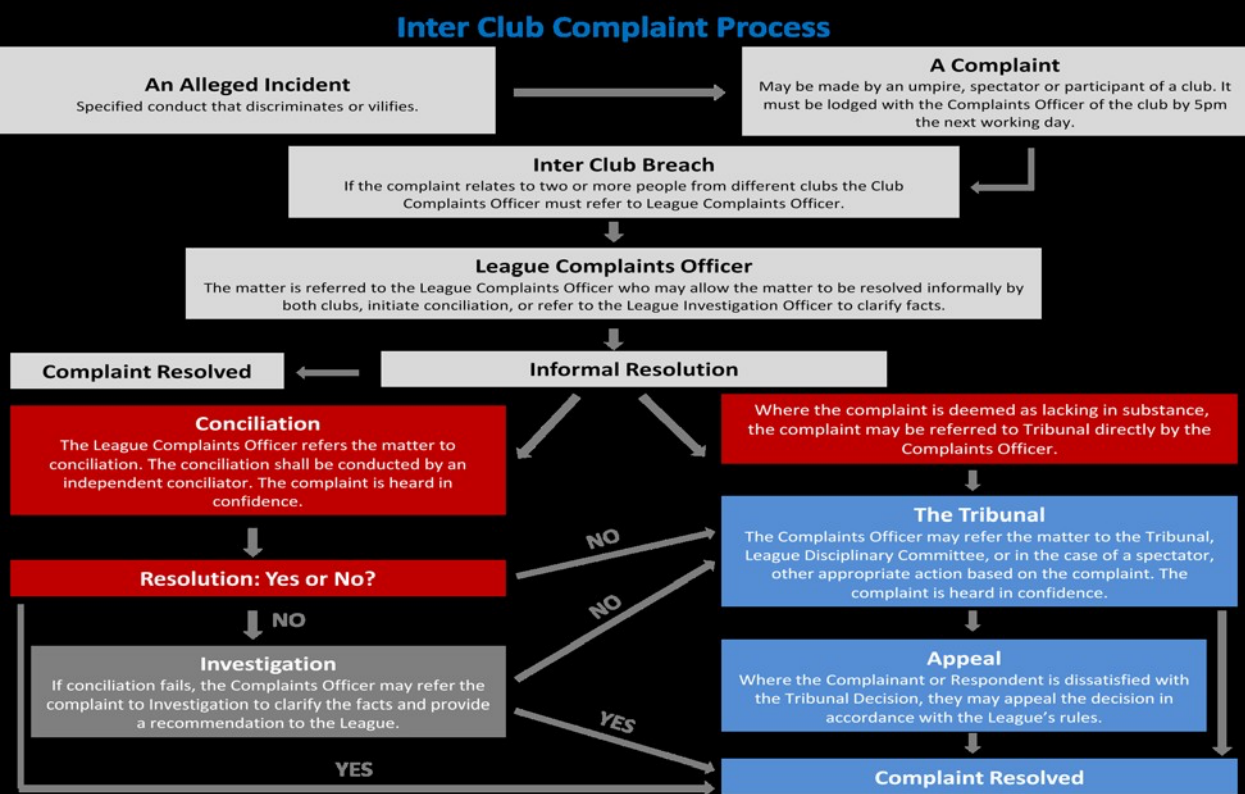 Inter Club Complaint Process
An Alleged Incident
Specified conduct that discriminates or vilifies.
A Complaint
May be made by an umpire, spectator or participant of a club. It
must be lodged with the Complaints Officer of the club by 5pm
the next working day.
Inter Club Breach
If the complaint relates to two or more people from different clubs the Club
Complaints Officer must refer to League Complaints Officer.
League Complaints Officer
The matter is referred to the League Complaints Officer who may allow the matter to be resolved informally by
both clubs, initiate conciliation, or refer to the League Investigation Officer to clarify facts.
Complaint Resolved
Informal Resolution
Conciliation
The League Complaints Officer refers the matter to
conciliation. The conciliation shall be conducted by an
independent conciliator. The complaint is heard in
confidence.
Where the complaint is deemed as lacking in substance,
the complaint may be referred to Tribunal directly by the
Complaints Officer.
The Tribunal
The Complaints Officer may refer the matter to the Tribunal,
League Disciplinary Committee, or in the case of a spectator,
other appropriate action based on the complaint. The
complaint is heard in confidence.
NO
Resolution: Yes or No?
NO
NO
Investigation
If conciliation fails, the Complaints Officer may refer the
complaint to Investigation to clarify the facts and provide
a recommendation to the League.
Appeal
Where the Complainant or Respondent is dissatisfied with
the Tribunal Decision, they may appeal the decision in
accordance with the League's rules.
YES
YES
Complaint Resolved